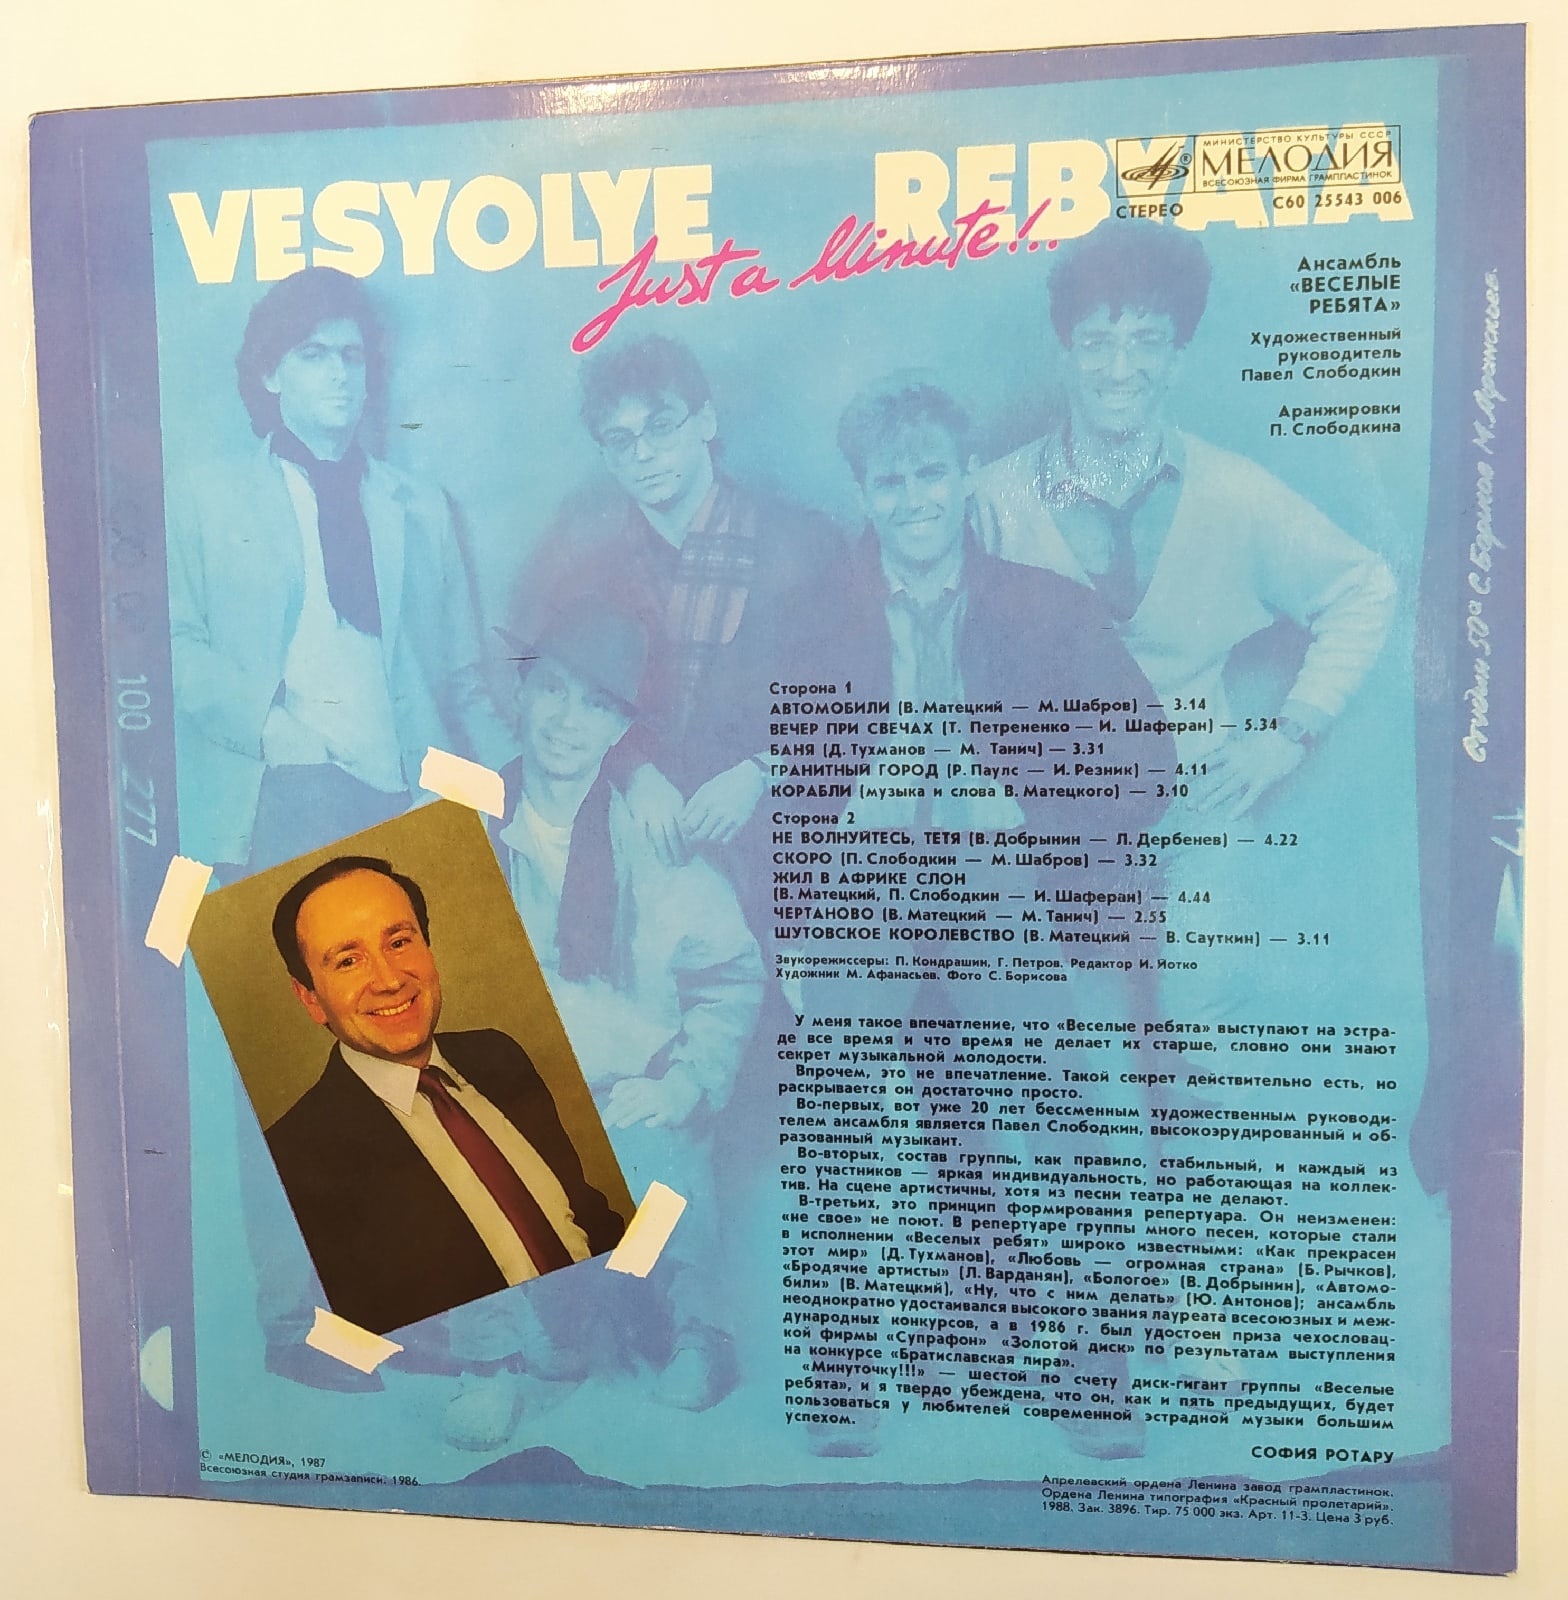 VESYOLYE REBYATA
Just a Minute!..
МИНИСТЕРСТВО КУЛЬТУРЫ СССР
МЕЛОДИЯ
ВСЕСОЮЗНАЯ ФИРМА ГРАМПЛАСТИНОК
СТЕРЕО С60 25543 006
Ансамбль
«ВЕСЕЛЫЕ
РЕБЯТА»
Художественный
руководитель
Павел Слободкин
Аранжировки
П. Слободкина
100 277
Сторона 1
АВТОМОБИЛИ (В. Матецкий — М. Шабров) — 3.14
ВЕЧЕР ПРИ СВЕЧАХ (Т. Петрененко — И. Шаферан) — 5.34
БАНЯ (Д. Тухманов — М. Танич) — 3.31
ГРАНИТНЫЙ ГОРОД (Р. Паулс — И. Резник) — 4.11
КОРАБЛИ (музыка и слова В. Матецкого) — 3.10
Сторона 2
НЕ ВОЛНУЙТЕСЬ, ТЕТЯ (В. Добрынин — Л. Дербенев) — 4.22
СКОРО (П. Слободкин — М. Шабров) — 3.32
ЖИЛ В АФРИКЕ СЛОН
(В. Матецкий, П. Слободкин — И. Шаферан) — 4.44
ЧЕРТАНОВО (В. Матецкий — М. Танич) — 2.55
ШУТОВСКОЕ КОРОЛЕВСТВО (В. Матецкий — В. Сауткин) — 3.11
Звукорежиссеры: П. Кондрашин, Г. Петров. Редактор И. Йотко
Художник М. Афанасьев. Фото С. Борисова
У меня такое впечатление, что «Веселые ребята» выступают на эстра-
де все время и что время не делает их старше, словно они знают
секрет музыкальной молодости.
Впрочем, это не впечатление. Такой секрет действительно есть, но
раскрывается он достаточно просто.
Во-первых, вот уже 20 лет бессменным художественным руководи-
телем ансамбля является Павел Слободкин, высокоэрудированный и об-
разованный музыкант.
Во-вторых, состав группы, как правило, стабильный, и каждый из
его участников — яркая индивидуальность, но работающая на коллек-
тив. На сцене артистичны, хотя из песни театра не делают.
В-третьих, это принцип формирования репертуара. Он неизменен:
«не свое» не поют. В репертуаре группы много песен, которые стали
в исполнении «Веселых ребят» широко известными: «Как прекрасен
этот мир» (Д. Тухманов), «Любовь — огромная страна» (Б. Рычков),
«Бродячие артисты» (Л. Варданян), «Бологое» (В. Добрынин), «Автомо-
били» (В. Матецкий), «Ну, что с ним делать» (Ю. Антонов); ансамбль
неоднократно удостаивался высокого звания лауреата всесоюзных и меж-
дународных конкурсов, а в 1986 г. был удостоен приза чехословац-
кой фирмы «Супрафон» «Золотой диск» по результатам выступления
на конкурсе «Братиславская лира».
«Минуточку!!!» — шестой по счету диск-гигант группы «Веселые
ребята», и я твердо убеждена, что он, как и пять предыдущих, будет
пользоваться у любителей современной эстрадной музыки большим
успехом.
СОФИЯ РОТАРУ
© «МЕЛОДИЯ», 1987
Всесоюзная студия грамзаписи. 1986.
Апрелевский ордена Ленина завод грампластинок.
Ордена Ленина типография «Красный пролетарий».
1988. Зак. 3896. Тир. 75 000 экз. Арт. 11-3. Цена 3 руб.